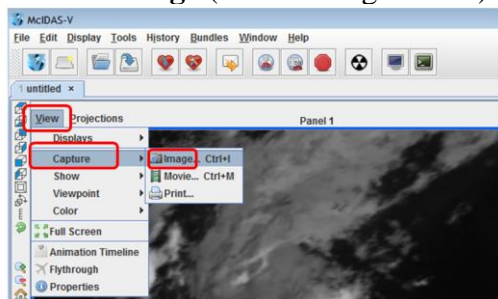 McIDAS-V
File Edit Display Tools History Bundles Window Help
1 untitled ×
View Projections
Panel 1
Displays
Capture
Image... Ctrl+I
Show
Movie... Ctrl+M
Viewpoint
Print...
Color
Full Screen
Animation Timeline
Flythrough
Properties